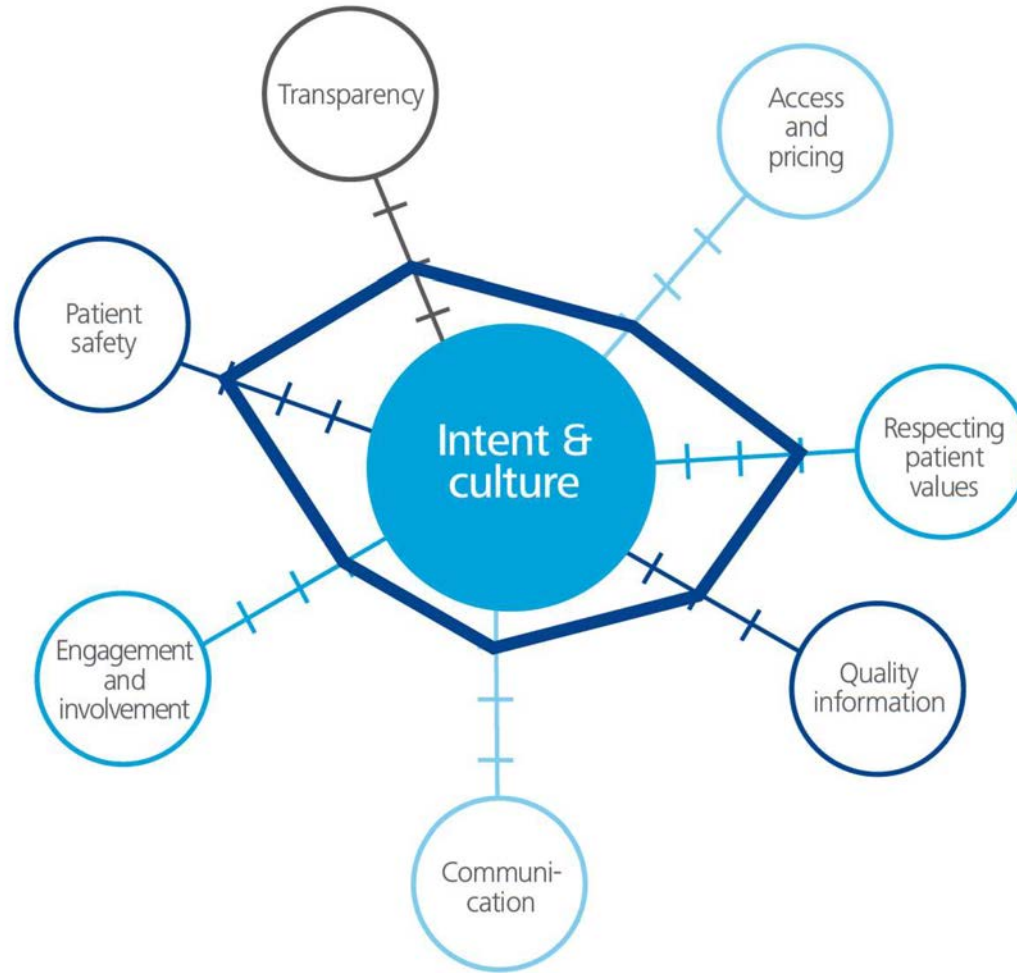 Transparency
Access
and
pricing
Patient
safety
Intent &
culture
Respecting
patient
values
Engagement
and
involvement
Quality
information
Communi-
cation